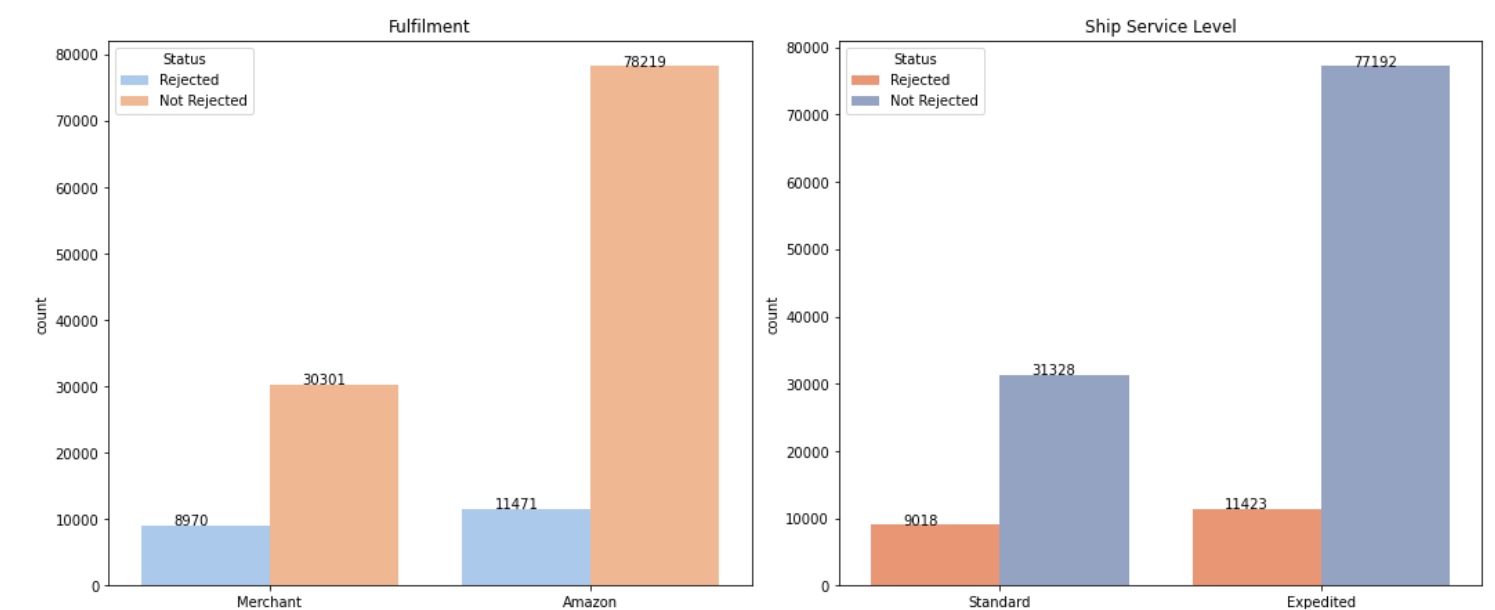 Fulfilment
Status
Rejected
Not Rejected
80000
70000
60000
50000
40000
30000
20000
10000
0
count
8970
30301
11471
78219
Merchant
Amazon
Ship Service Level
Status
Rejected
Not Rejected
80000
70000
60000
50000
40000
30000
20000
10000
0
count
9018
31328
11423
77192
Standard
Expedited